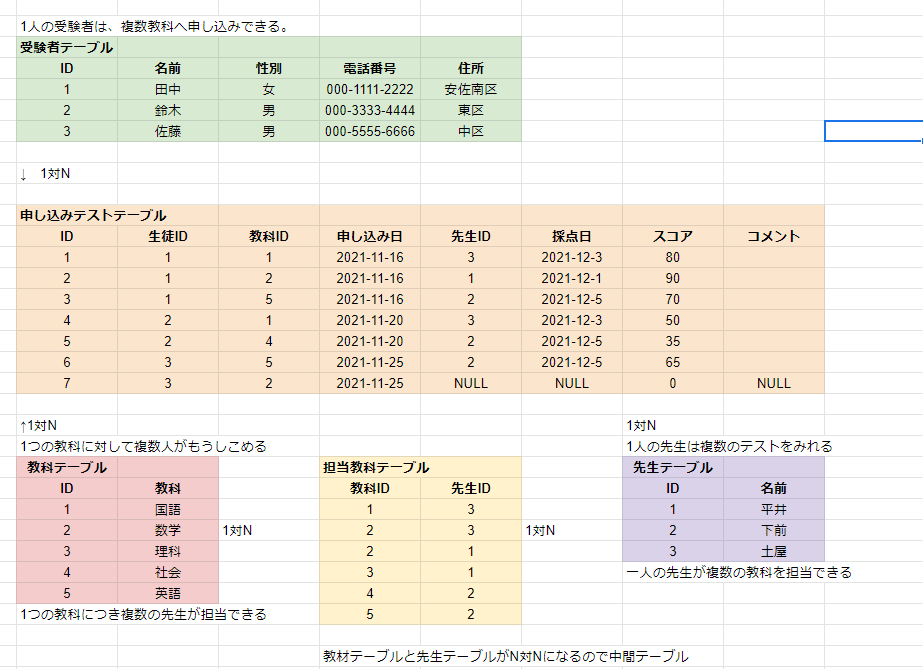 1人の受験者は、複数教科へ申し込みできる。
受験者テーブル
ID 名前 性別 電話番号 住所
1 田中 女 000-1111-2222 安佐南区
2 鈴木 男 000-3333-4444 東区
3 佐藤 男 000-5555-6666 中区
↓ 1対N
申し込みテストテーブル
ID 生徒ID 教科ID 申し込み日 先生ID 採点日 スコア コメント
1 1 1 2021-11-16 3 2021-12-3 80
2 1 2 2021-11-16 1 2021-12-1 90
3 1 5 2021-11-16 2 2021-12-5 70
4 2 1 2021-11-20 3 2021-12-3 50
5 2 4 2021-11-20 2 2021-12-5 35
6 3 5 2021-11-25 2 2021-12-5 65
7 3 2 2021-11-25 NULL NULL 0 NULL
↑1対N
1つの教科に対して複数人がもうしこめる
教科テーブル
ID 教科
1 国語
2 数学
3 理科
4 社会
5 英語
1つの教科につき複数の先生が担当できる
1対N
担当教科テーブル
教科ID 先生ID
1 3
2 3
2 1
3 1
4 2
5 2
教材テーブルと先生テーブルがN対Nになるので中間テーブル
1対N
1対N
1人の先生は複数のテストをみれる
先生テーブル
ID 名前
1 平井
2 下前
3 土屋
一人の先生が複数の教科を担当できる